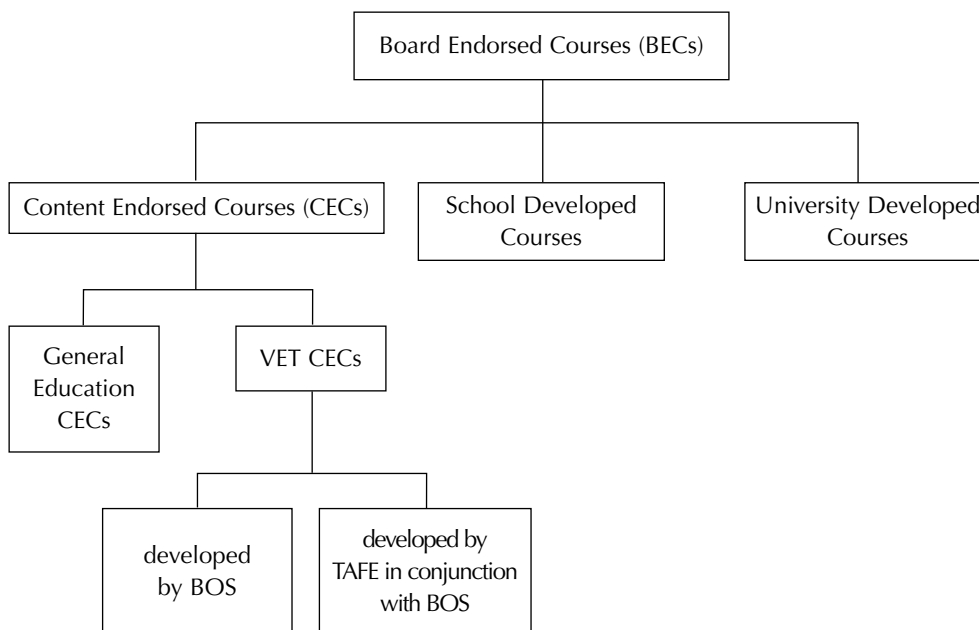 Board Endorsed Courses (BECs)
Content Endorsed Courses (CECs)
School Developed
Courses
University Developed
Courses
General
Education
CECs
VET CECs
developed
by BOS
developed by
TAFE in conjunction
with BOS